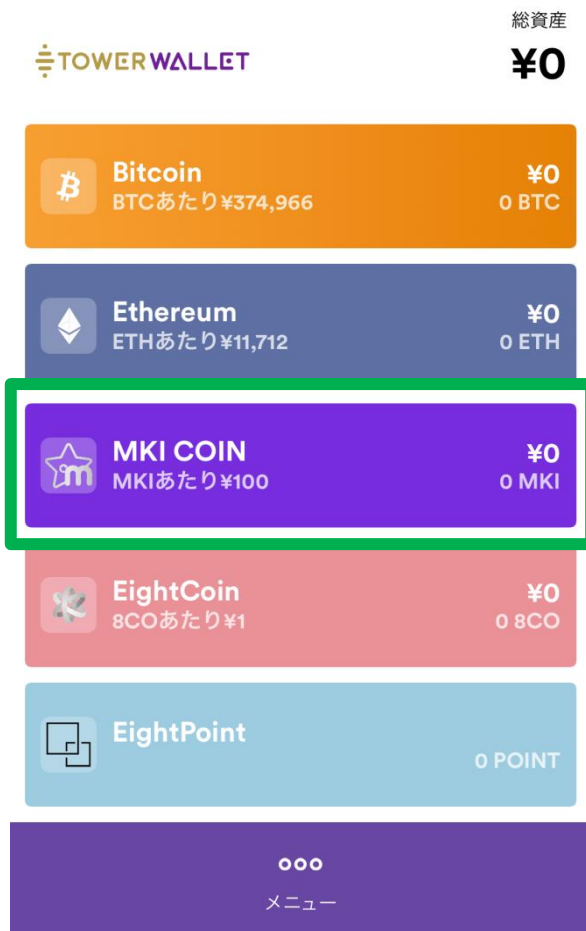 総資産
TOWER WALLET
¥0
Bitcoin
¥0
BTCあたり¥374,966
0 BTC
Ethereum
¥0
ETHあたり¥11,712
0 ETH
MKI COIN
¥0
MKIあたり¥100
0 MKI
EightCoin
¥0
8COあたり¥1
0 8CO
EightPoint
0 POINT
メニュー